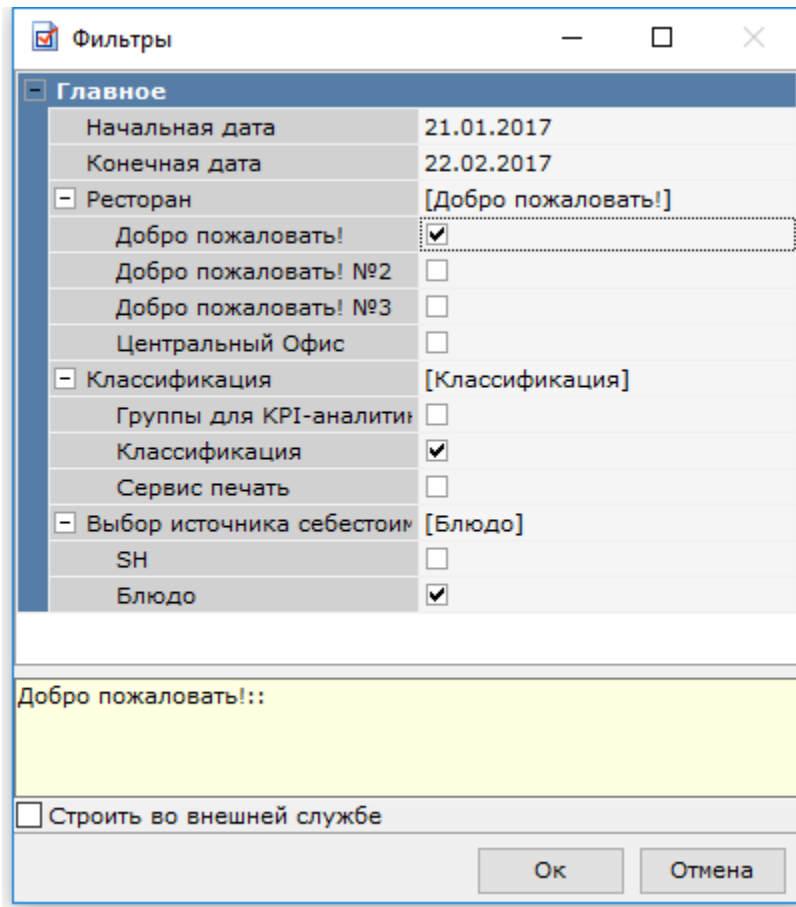 Фильтры
Главное
Начальная дата 21.01.2017
Конечная дата 22.02.2017
Ресторан [Добро пожаловать!]
Добро пожаловать!
Добро пожаловать! №2
Добро пожаловать! №3
Центральный Офис
Классификация [Классификация]
Группы для KPI-аналитик
Классификация
Сервис печать
Выбор источника себестоим [Блюдо]
SH
Блюдо
Добро пожаловать!::
Строить во внешней службе
Ок Отмена